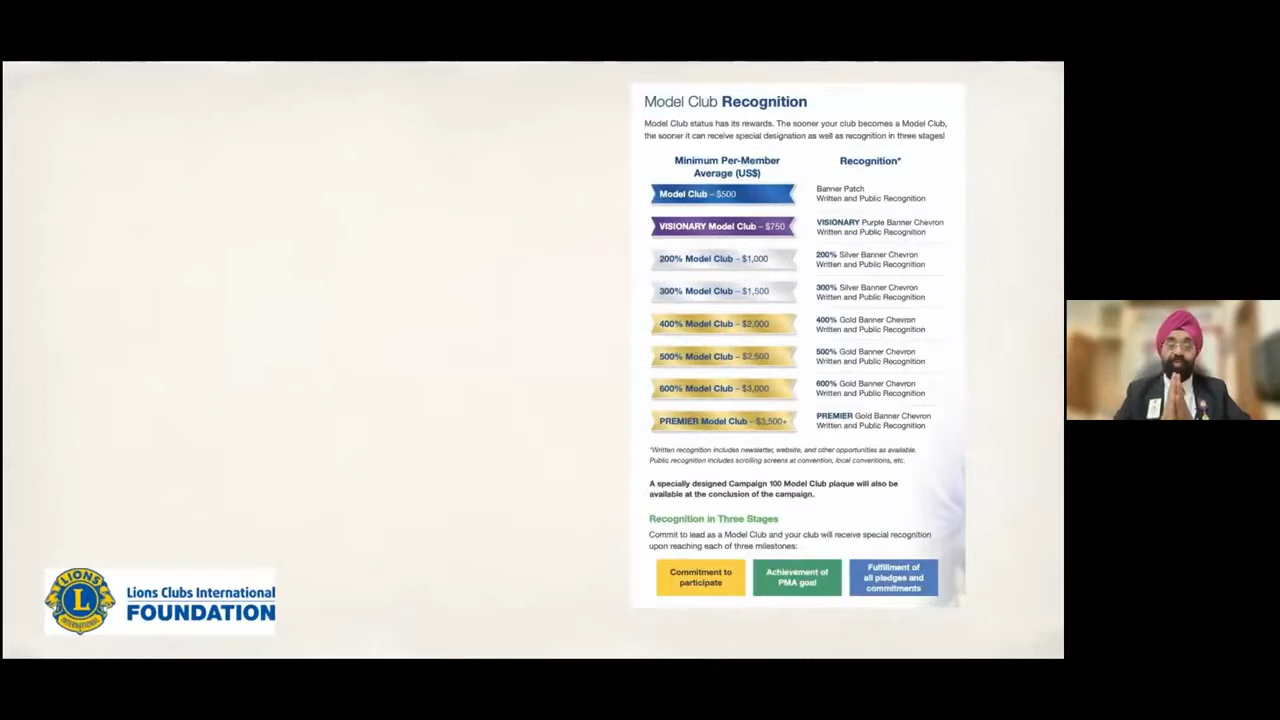 Model Club Recognition
Model Club status has its rewards. The sooner your club becomes a Model Club,
the sooner it can receive special designation as well as recognition in three stages!
Minimum Per-Member
Average (US$)
Recognition*
Model Club – $500
Banner Patch
Written and Public Recognition
VISIONARY Model Club – $750
VISIONARY Purple Banner Chevron
Written and Public Recognition
200% Model Club – $1,000
200% Silver Banner Chevron
Written and Public Recognition
300% Model Club – $1,500
300% Silver Banner Chevron
Written and Public Recognition
400% Model Club – $2,000
400% Gold Banner Chevron
Written and Public Recognition
500% Model Club – $2,500
500% Gold Banner Chevron
Written and Public Recognition
600% Model Club – $3,000
600% Gold Banner Chevron
Written and Public Recognition
PREMIER Model Club – $3,500+
PREMIER Gold Banner Chevron
Written and Public Recognition
*Written recognition includes newsletter, website, and other opportunities as available.
Public recognition includes scrolling screens at convention, local conventions, etc.
A specially designed Campaign 100 Model Club plaque will also be
available at the conclusion of the campaign.
Recognition in Three Stages
Commit to lead as a Model Club and your club will receive special recognition
upon reaching each of three milestones:
Commitment to
participate
Achievement of
PMA goal
Fulfillment of
all pledges and
commitments
LIONS
L
INTERNATIONAL
Lions Clubs International
FOUNDATION